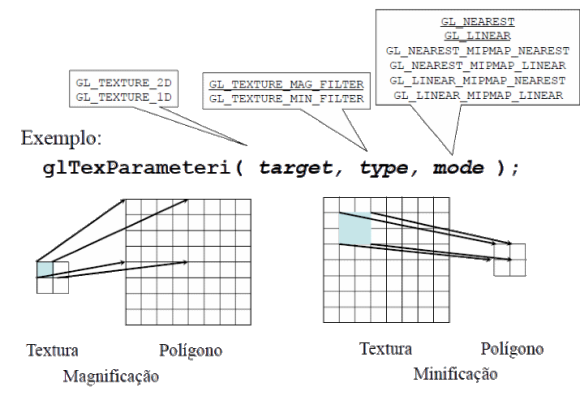 GL_NEAREST
GL_LINEAR
GL_NEAREST_MIPMAP_NEAREST
GL_NEAREST_MIPMAP_LINEAR
GL_LINEAR_MIPMAP_NEAREST
GL_LINEAR_MIPMAP_LINEAR
GL_TEXTURE_2D
GL_TEXTURE_1D
GL_TEXTURE_MAG_FILTER
GL_TEXTURE_MIN_FILTER
Exemplo:
glTexParameteri( target, type, mode );
Textura Polígono
Magnificação
Textura Polígono
Minificação